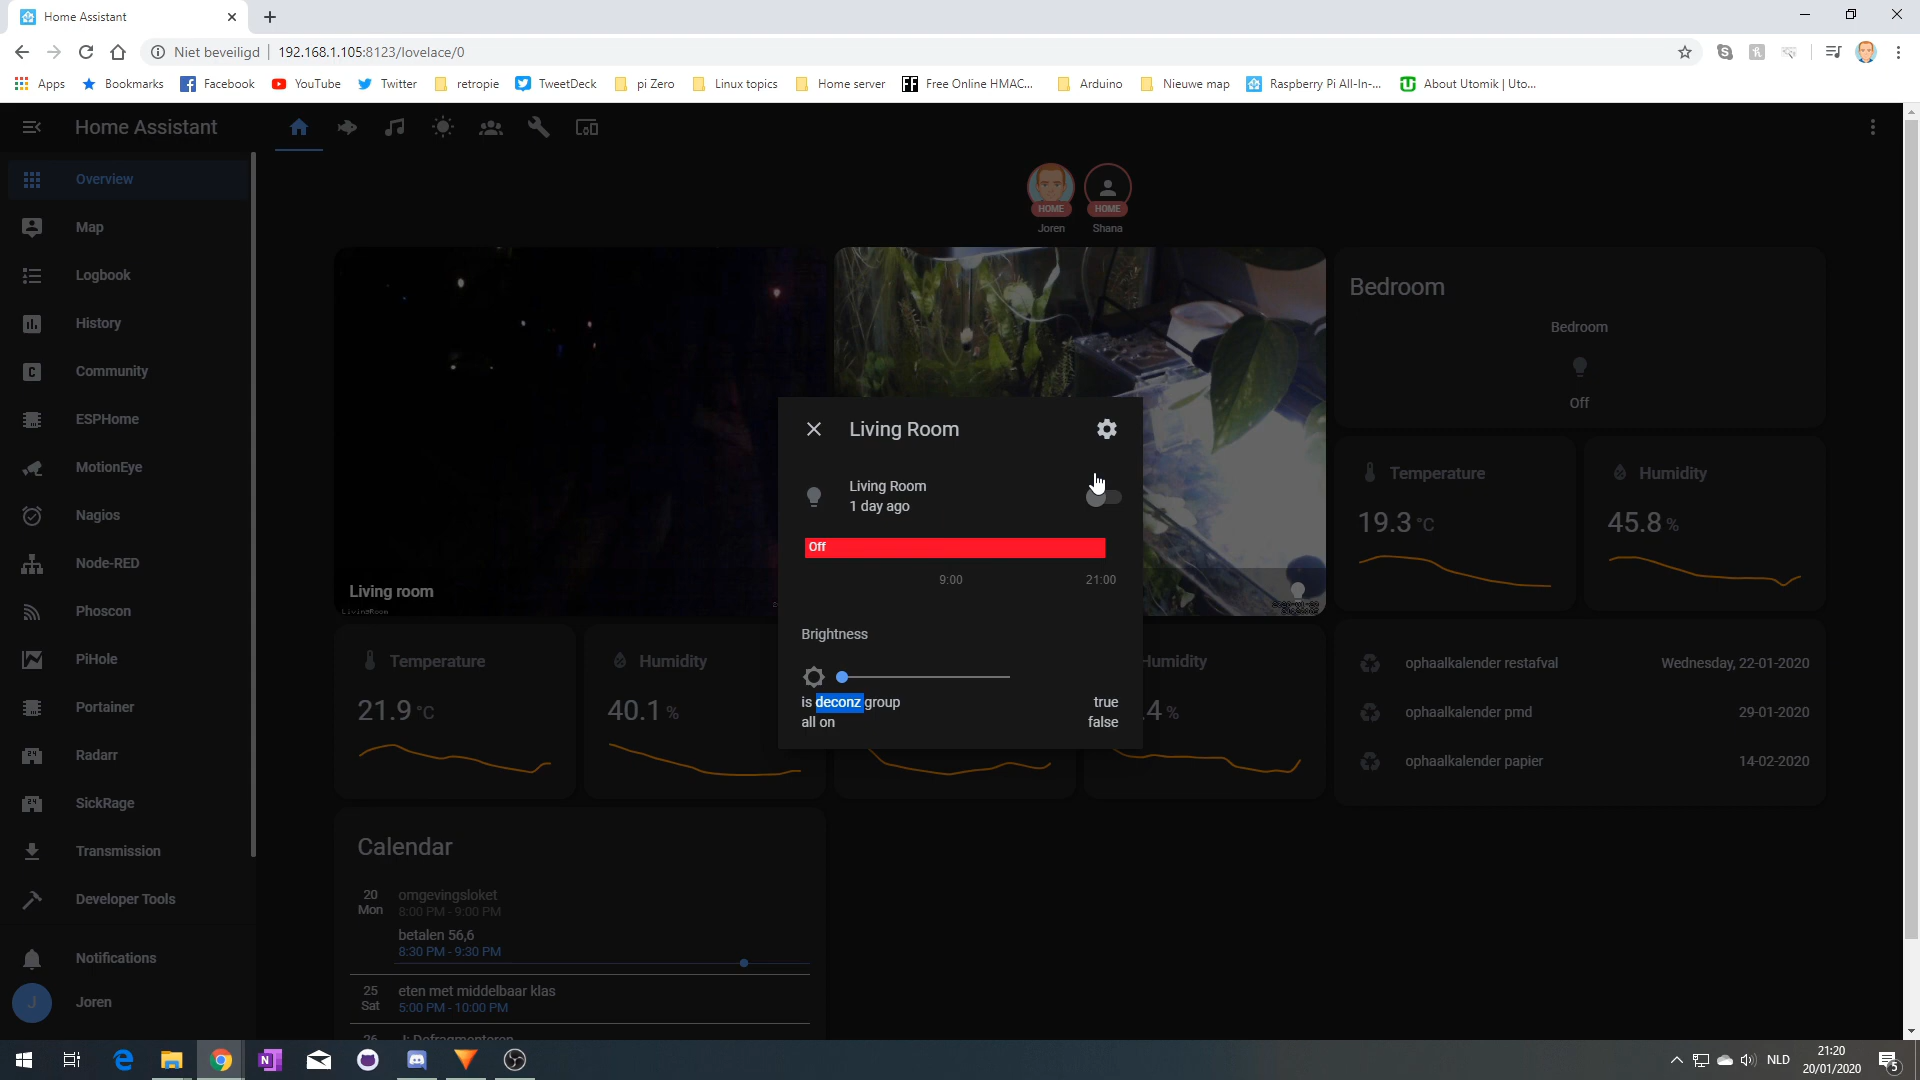 Home Assistant
Niet beveiligd
192.168.1.105:8123/lovelace/0
Apps
Bookmarks
Facebook
YouTube
Twitter
retropie
TweetDeck
pi Zero
Linux topics
Home server
FF
Free Online HMAC...
Arduino
Nieuwe map
Raspberry Pi All-In-...
About Utomik | Uto...
Home Assistant
Overview
Map
Logbook
History
Community
ESPHome
MotionEye
Nagios
Node-RED
Phoscon
PiHole
Portainer
Radarr
SickRage
Transmission
Developer Tools
Notifications
J
Joren
HOME
HOME
Joren
Shana
Living room
LivingRoom
Bedroom
Bedroom
Off
Temperature
19.3 °C
Humidity
45.8 %
Living Room
Living Room
1 day ago
Off
9:00
21:00
Brightness
is deconz group
true
all on
false
Temperature
21.9 °C
Humidity
40.1 %
Humidity
.4 %
ophaalkalender restafval
Wednesday, 22-01-2020
ophaalkalender pmd
29-01-2020
ophaalkalender papier
14-02-2020
Calendar
20
Mon
omgevingsloket
8:00 PM - 9:00 PM
betalen 56,6
8:30 PM - 9:30 PM
25
Sat
eten met middelbaar klas
5:00 PM - 10:00 PM
26
NLD
21:20
20/01/2020
5